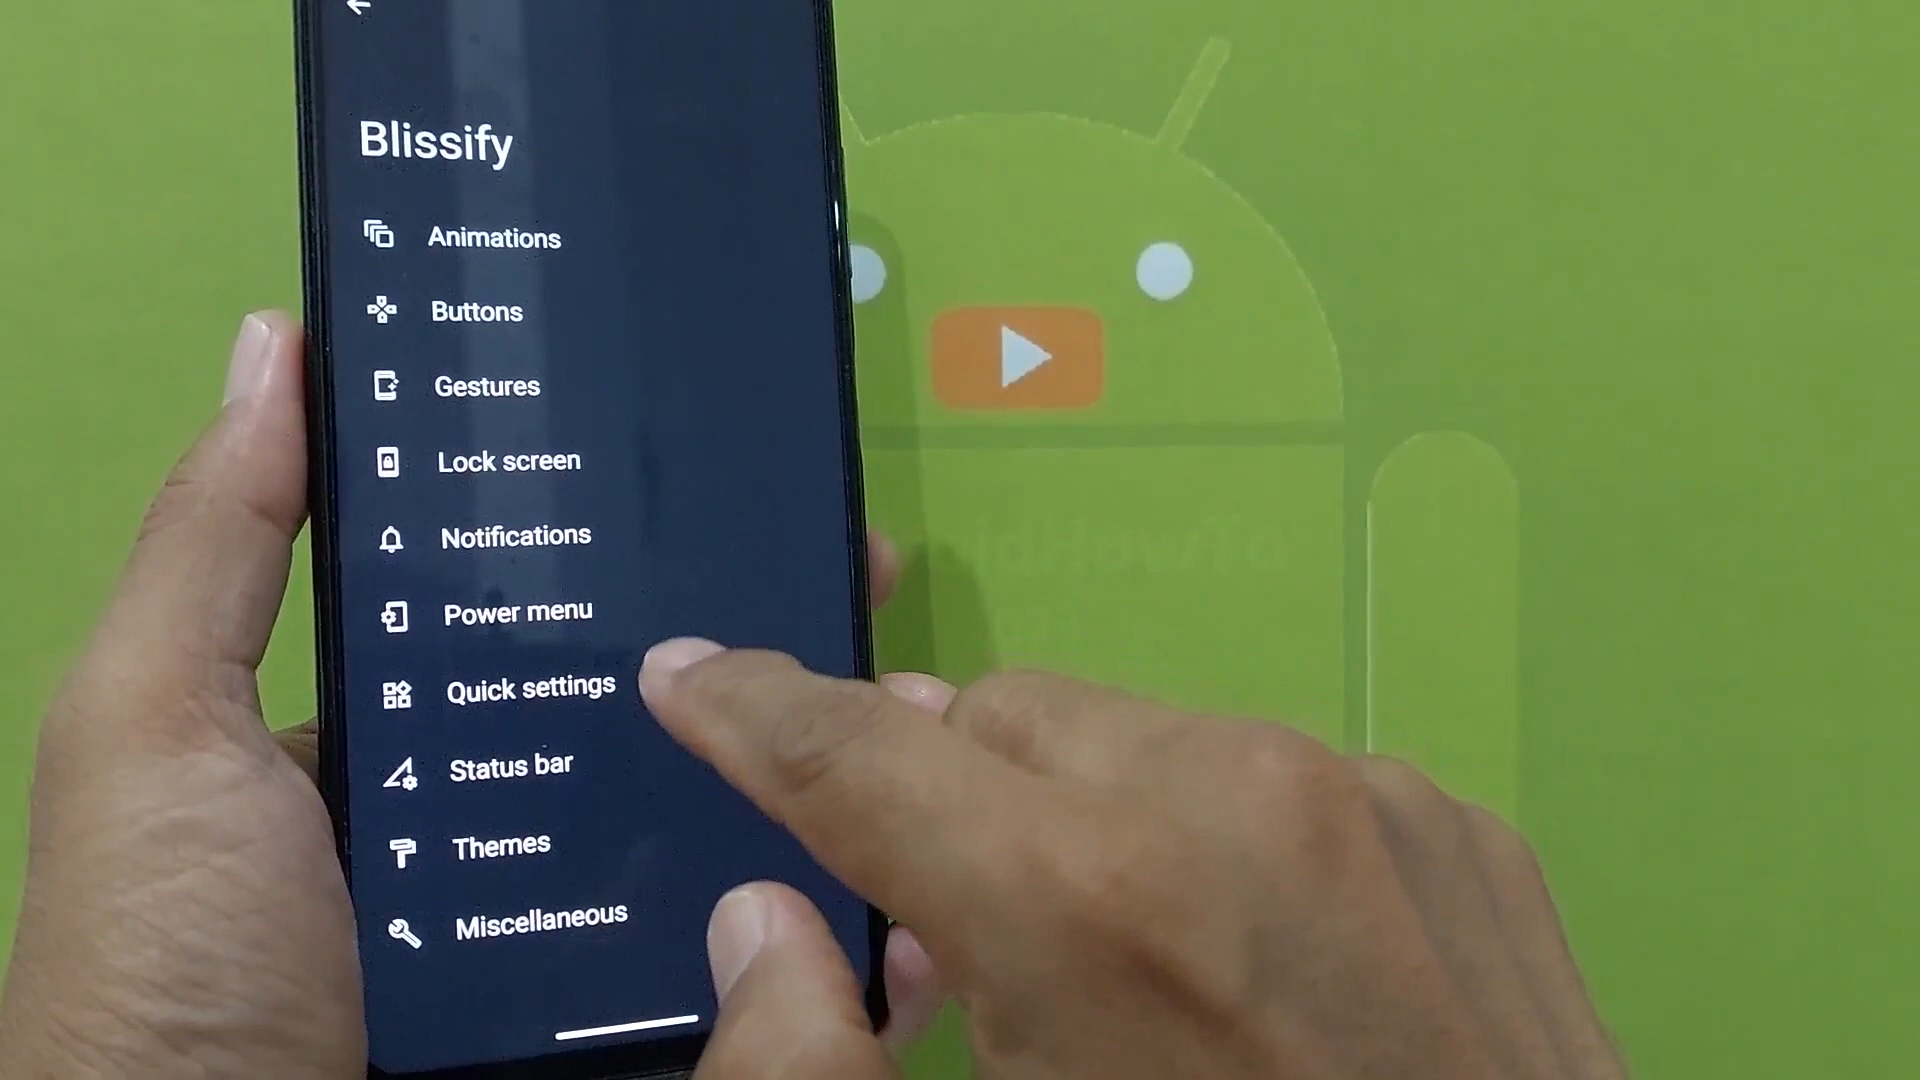 Blissify
Animations
Buttons
Gestures
Lock screen
Notifications
Power menu
Quick settings
Status bar
Themes
Miscellaneous